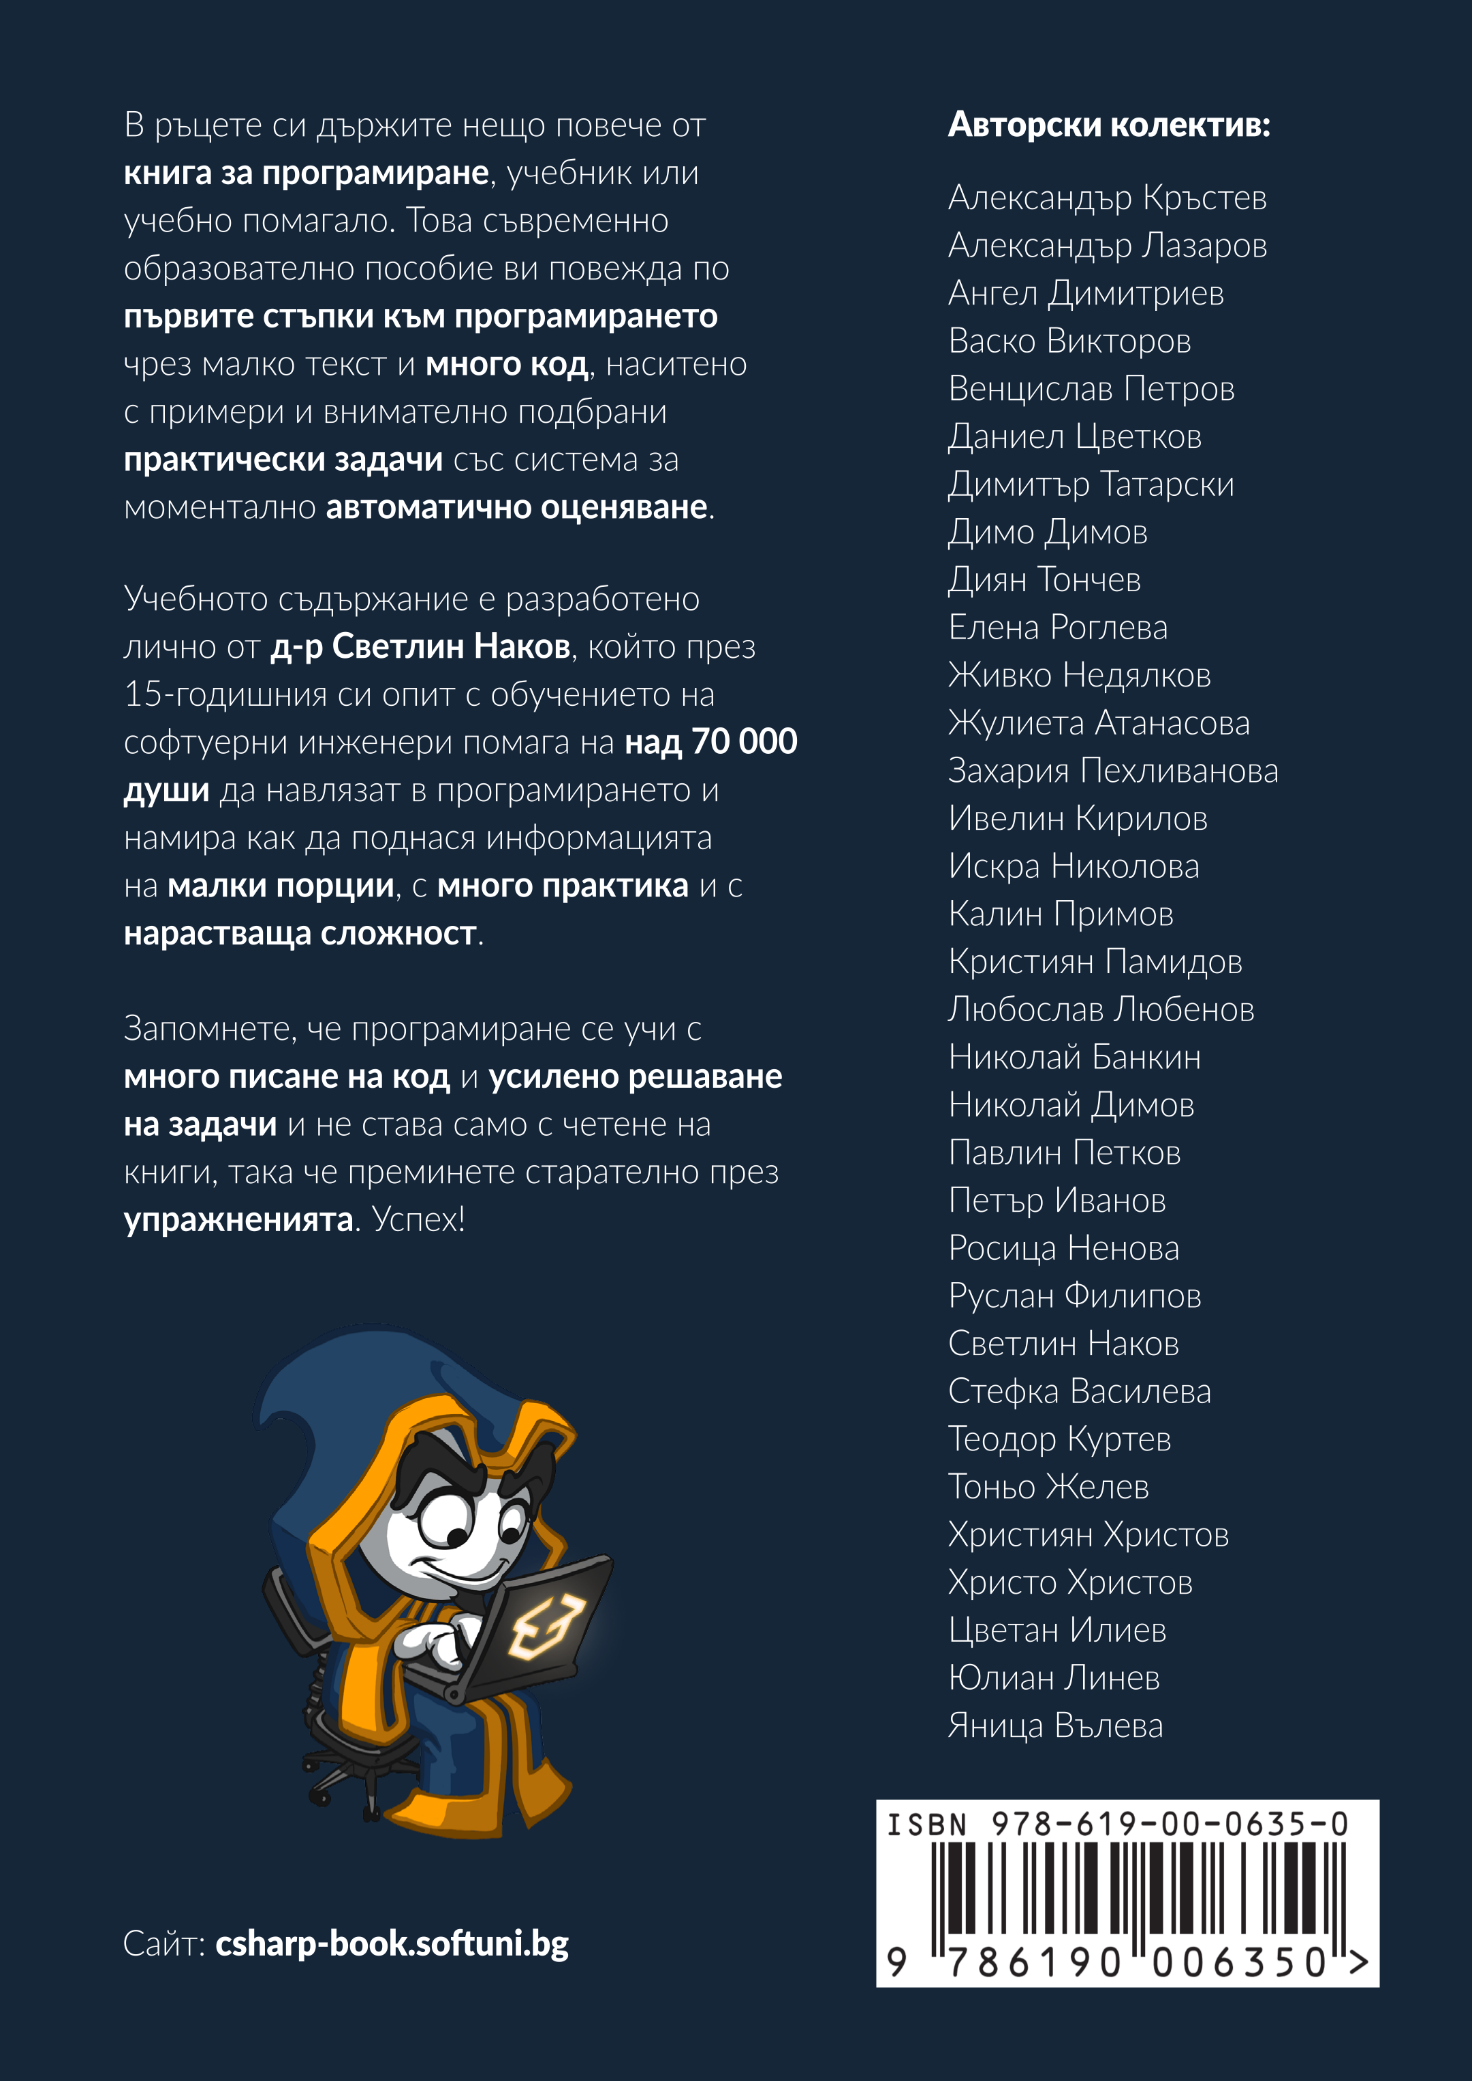 В ръцете си държите нещо повече от
книга за програмиране, учебник или
учебно помагало. Това съвременно
образователно пособие ви повежда по
първите стъпки към програмирането
чрез малко текст и много код, наситено
с примери и внимателно подбрани
практически задачи със система за
моментално автоматично оценяване.
Учебното съдържание е разработено
лично от д-р Светлин Наков, който през
15-годишния си опит с обучението на
софтуерни инженери помага на над 70 000
души да навлязат в програмирането и
намира как да поднася информацията
на малки порции, с много практика и с
нарастваща сложност.
Запомнете, че програмиране се учи с
много писане на код и усилено решаване
на задачи и не става само с четене на
книги, така че преминете старателно през
упражненията. Успех!
Сайт: csharp-book.softuni.bg
Авторски колектив:
Александър Кръстев
Александър Лазаров
Ангел Димитриев
Васко Викторов
Венцислав Петров
Даниел Цветков
Димитър Татарски
Димо Димов
Диян Тончев
Елена Роглева
Живко Недялков
Жулиета Атанасова
Захария Пехливанова
Ивелин Кирилов
Искра Николова
Калин Примов
Кристиян Памидов
Любослав Любенов
Николай Банкин
Николай Димов
Павлин Петков
Петър Иванов
Росица Ненова
Руслан Филипов
Светлин Наков
Стефка Василева
Теодор Куртев
Тоньо Желев
Християн Христов
Христо Христов
Цветан Илиев
Юлиан Линев
Яница Вълева
ISBN 978-619-00-0635-0
9 786190 006350 >